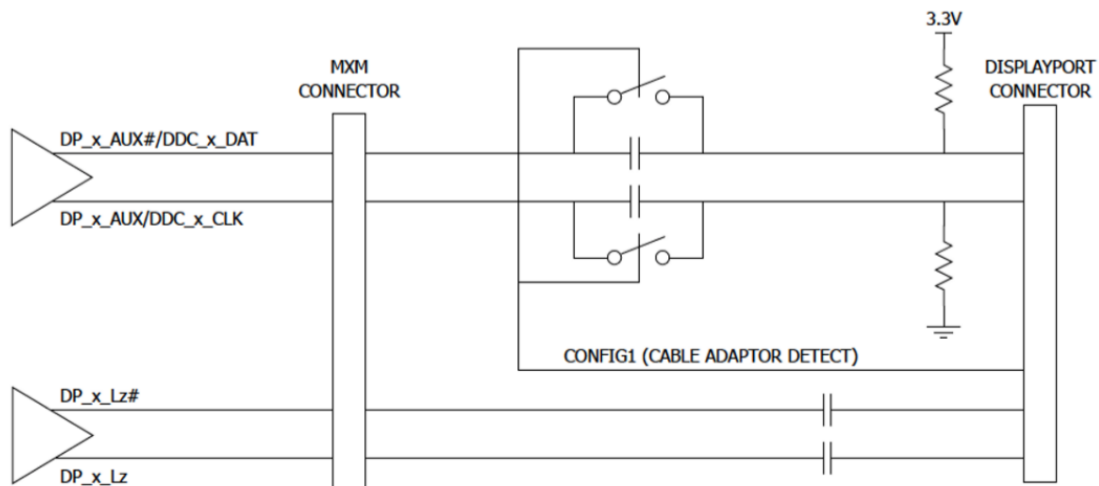 3.3V
MXM
CONNECTOR
DISPLAYPORT
CONNECTOR
DP_x_AUX#/DDC_x_DAT
DP_x_AUX/DDC_x_CLK
CONFIG1 (CABLE ADAPTOR DETECT)
DP_x_Lz#
DP_x_Lz